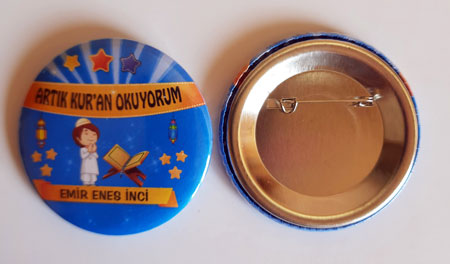 ARTIK KUR'AN OKUYORUM
EMİR ENES İNCİ